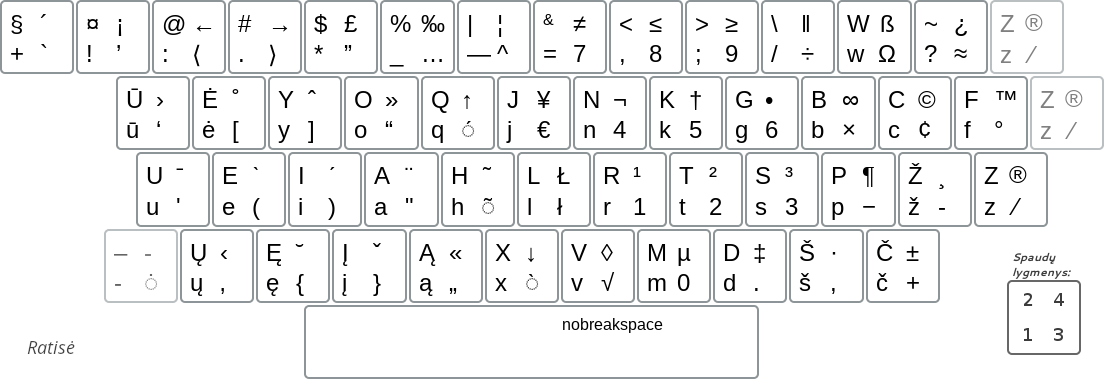 § ´ ¤ ¡ @ ← # → $ £ % ‰ | ¦ & ≠ < ≤ > ≥ \ ‖ W ß ~ ¿ Z ®
+ ` ! ’ : ⟨ . ⟩ * ” _ … — ^ = 7 , 8 ; 9 / ÷ w Ω ? ≈ z ⁄
Ū › Ė ˚ Y ˆ O » Q ↑ J ¥ N ¬ K † G • B ∞ C © F ™ Z ®
ū ‘ ė [ y ] o “ q ◌́ j € n 4 k 5 g 6 b × c ¢ f ° z ⁄
U ¯ E ` I ´ A ¨ H ˜ L Ł R ¹ T ² S ³ P ¶ Ž ¸ Z ®
u ' e ( i ) a " h ◌̃ l ł r 1 t 2 s 3 p − ž - z ⁄
– - Ų ‹ Ę ˘ Į ˇ Ą « X ↓ V ◊ M µ D ‡ Š · Č ±
- ◌̇ ų ‚ ę { į } ą „ x ◌̀ v √ m 0 d . š , č +
nobreakspace
Spaudų
lygmenys:
2 4
1 3
Ratisė